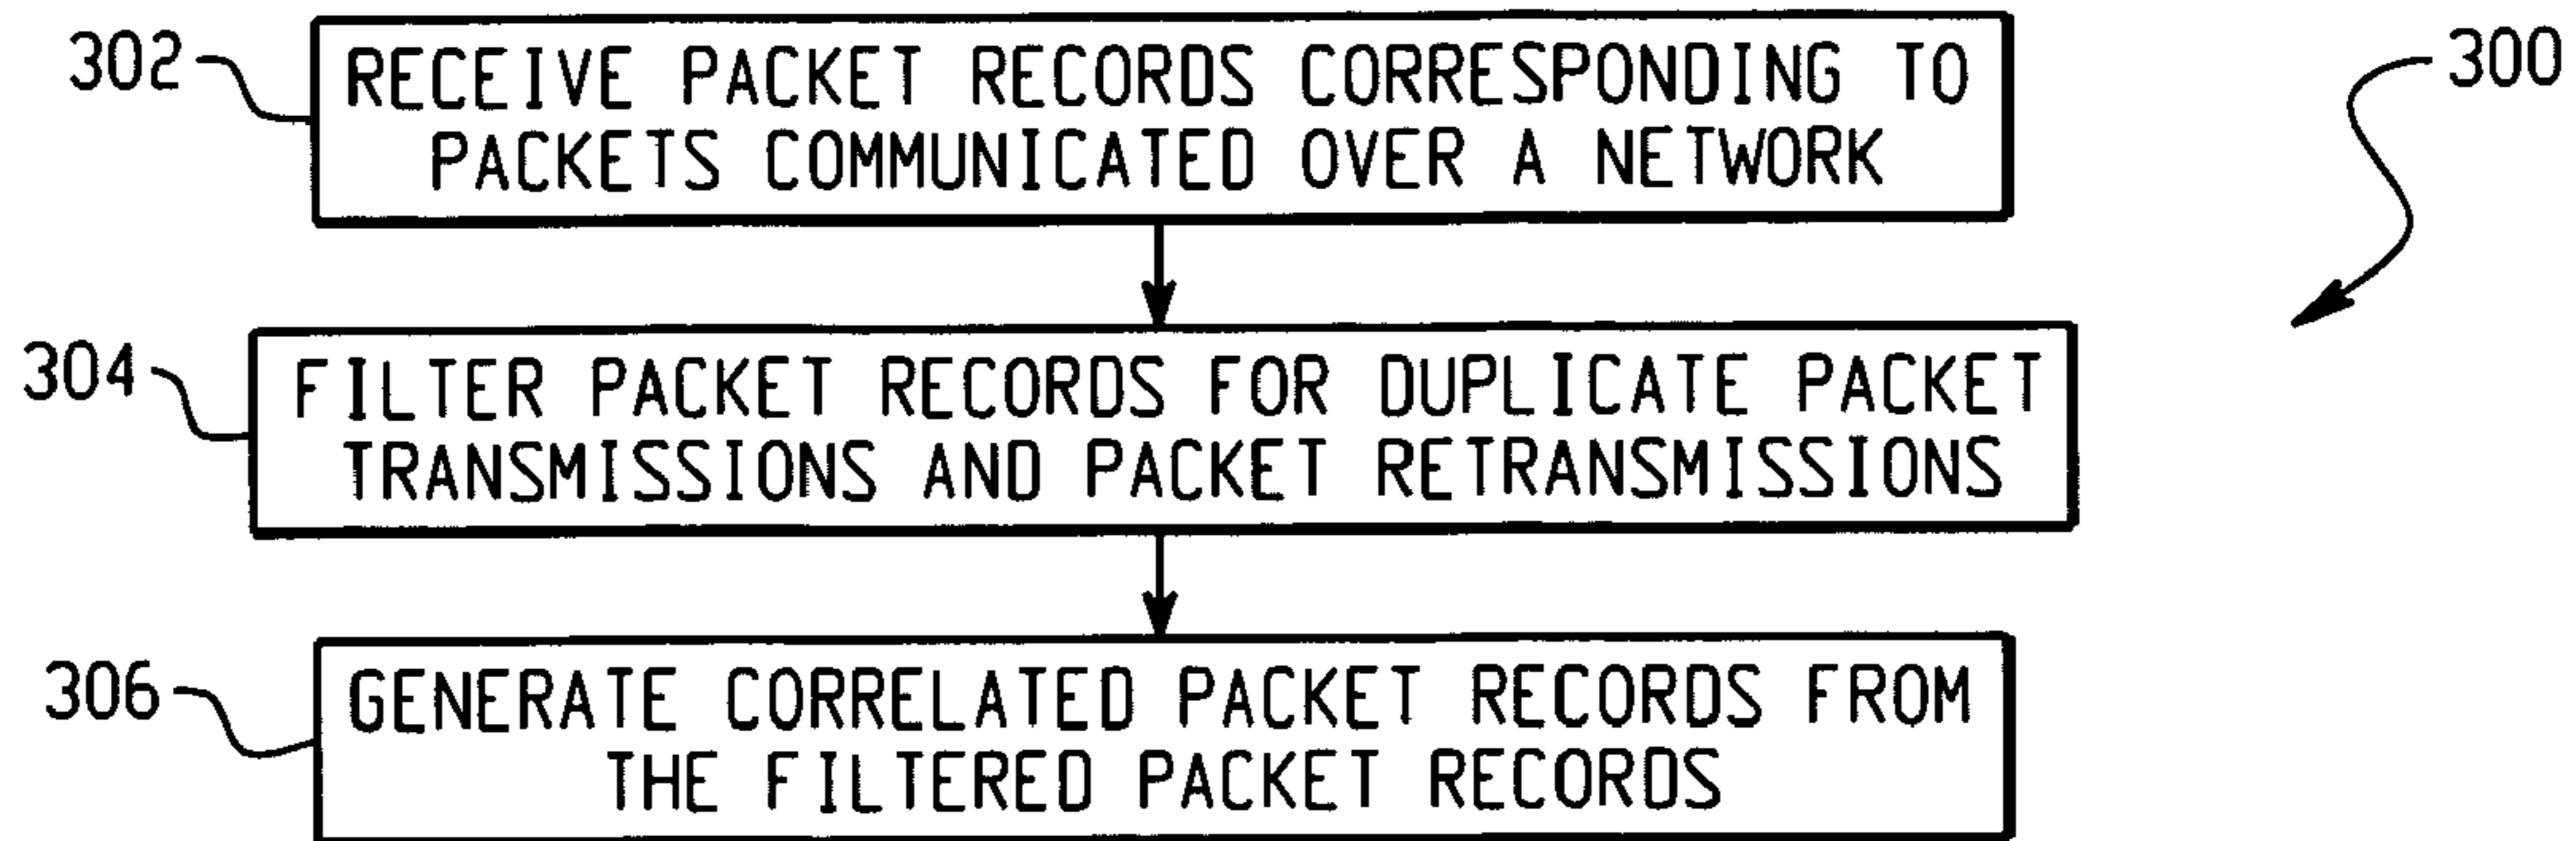 302
RECEIVE PACKET RECORDS CORRESPONDING TO
PACKETS COMMUNICATED OVER A NETWORK
300
304
FILTER PACKET RECORDS FOR DUPLICATE PACKET
TRANSMISSIONS AND PACKET RETRANSMISSIONS
306
GENERATE CORRELATED PACKET RECORDS FROM
THE FILTERED PACKET RECORDS